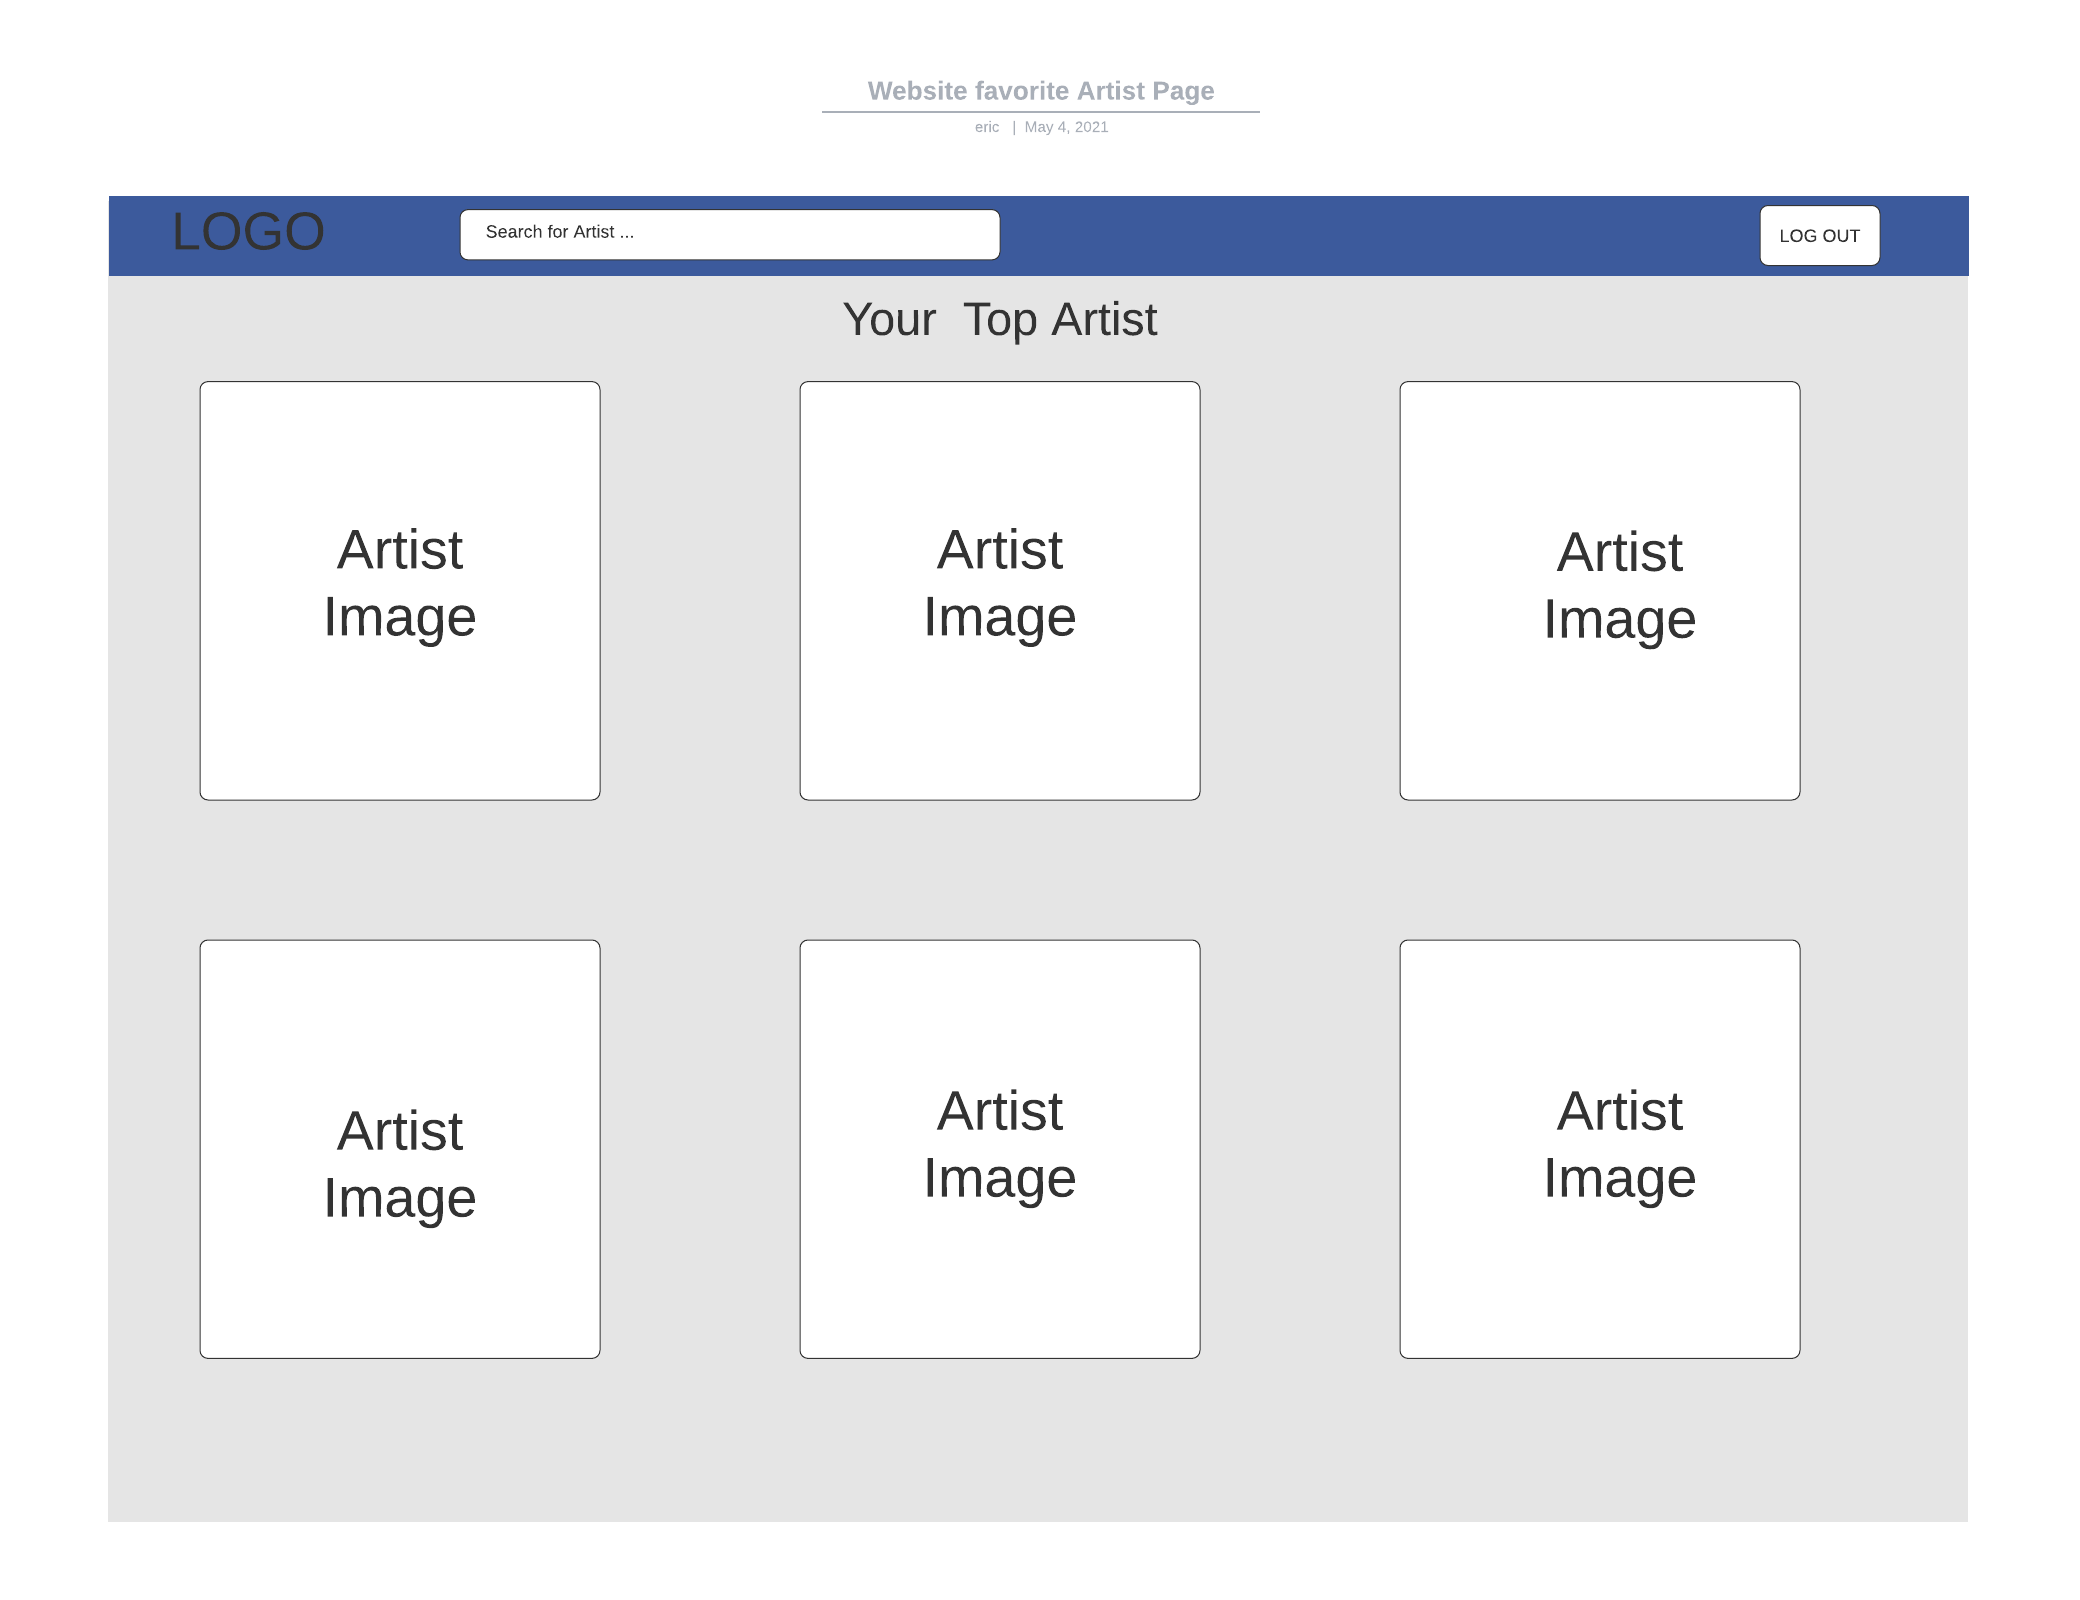 Website favorite Artist Page
eric | May 4, 2021
LOGO
Search for Artist ...
LOG OUT
Your Top Artist
Artist
Image
Artist
Image
Artist
Image
Artist
Image
Artist
Image
Artist
Image